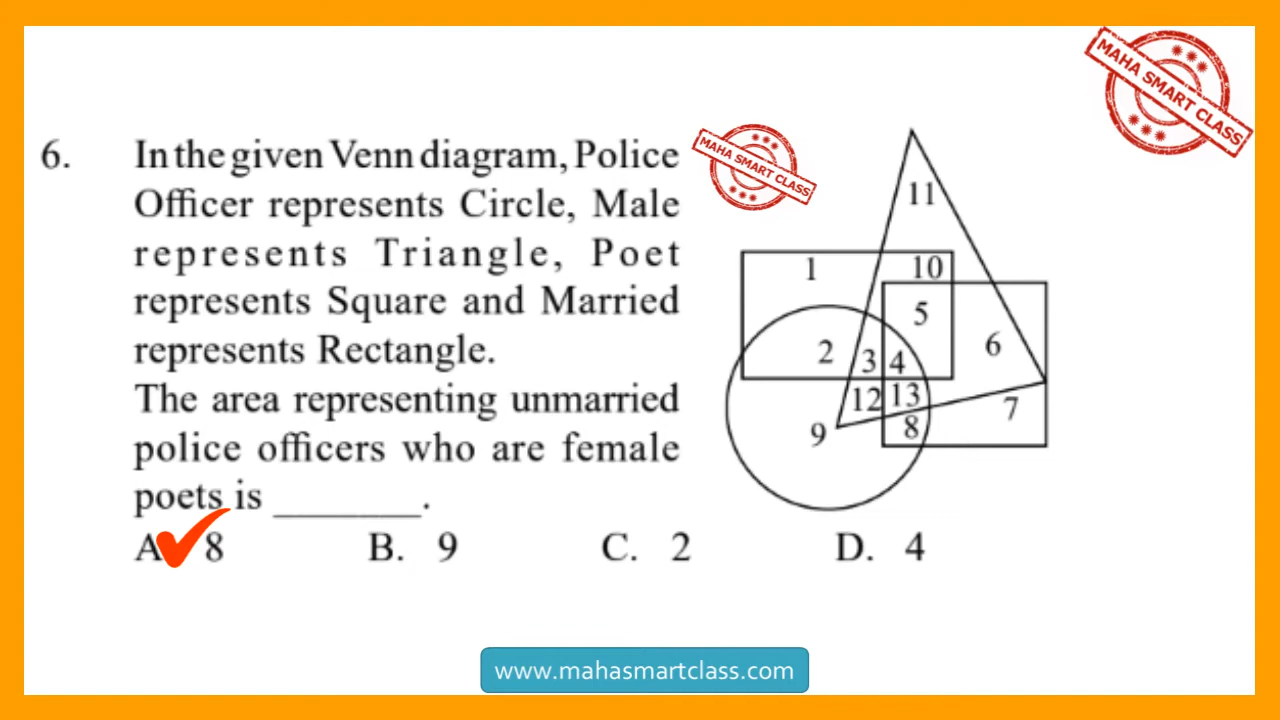 MAHA SMART CLASS
6. In the given Venn diagram, Police
Officer represents Circle, Male
represents Triangle, Poet
represents Square and Married
represents Rectangle.
The area representing unmarried
police officers who are female
poets is ________.
A 8 B. 9 C. 2 D. 4
MAHA SMART CLASS
11
1 10
5
2 3 4 6
12 13 7
9 8
www.mahasmartclass.com